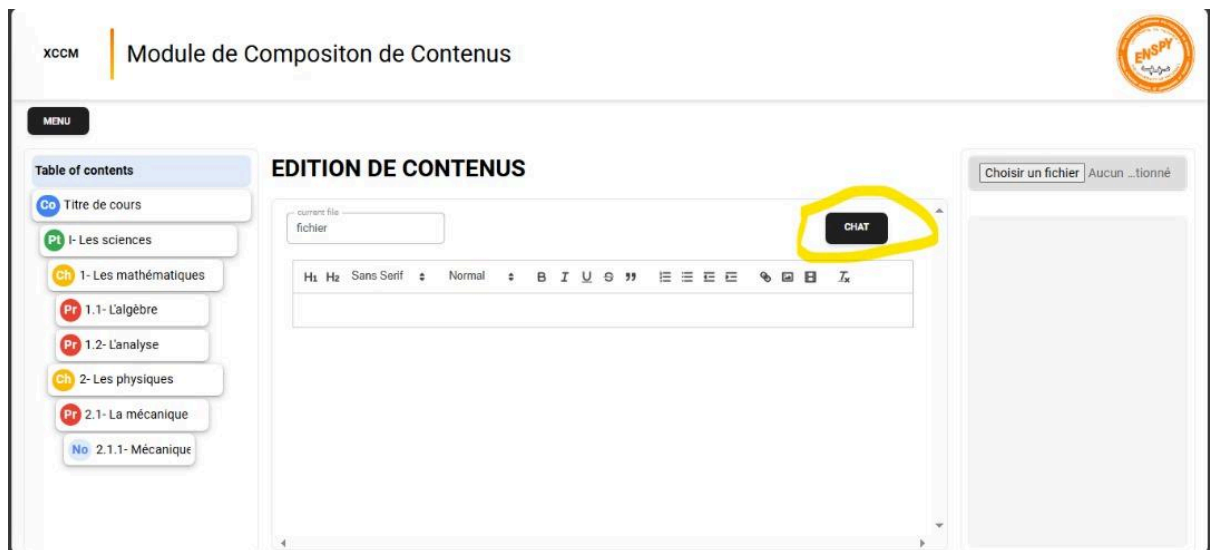 XCCM
Module de Compositon de Contenus
ENSPY
MENU
Table of contents
Co Titre de cours
Pt I- Les sciences
Ch 1- Les mathématiques
Pr 1.1- L'algèbre
Pr 1.2- L'analyse
Ch 2- Les physiques
Pr 2.1- La mécanique
No 2.1.1- Mécanique
EDITION DE CONTENUS
current file
fichier
CHAT
H1 H2 Sans Serif Normal B I U S
Choisir un fichier Aucun ...tionné